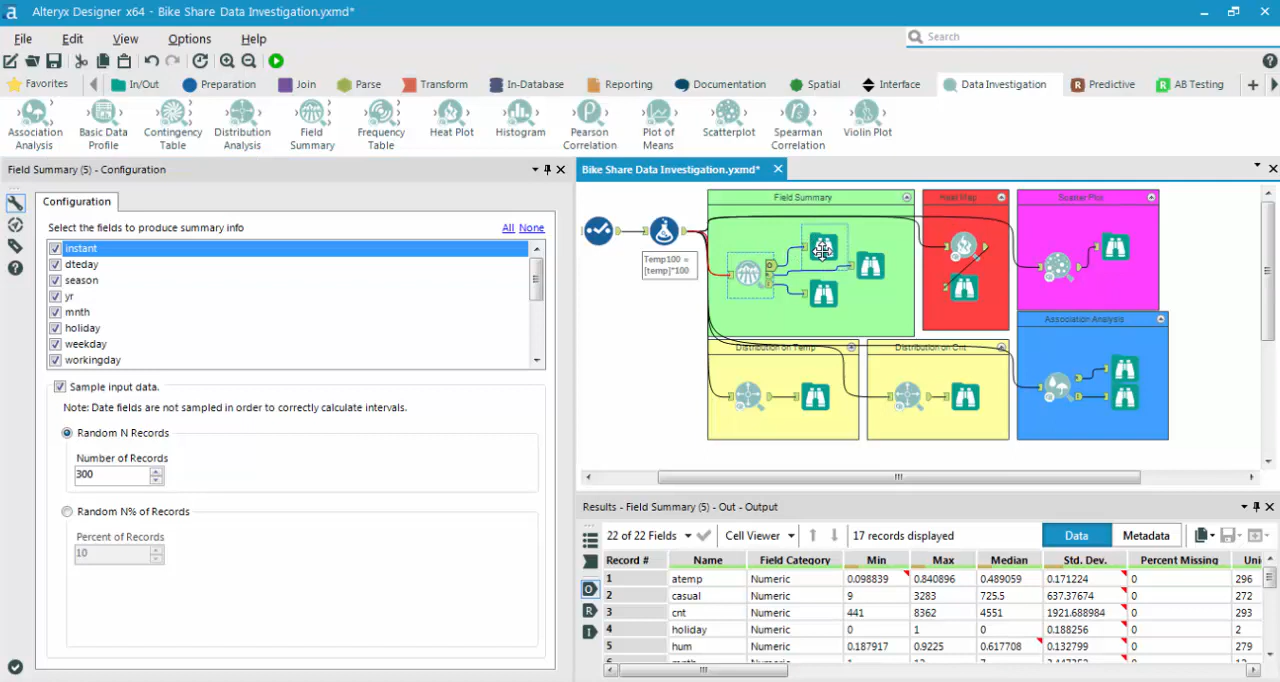 a Alteryx Designer x64 - Bike Share Data Investigation.yxmd*
File Edit View Options Help
Search
Favorites In/Out Preparation Join Parse Transform In-Database Reporting Documentation Spatial Interface Data Investigation Predictive AB Testing
Association Analysis
Basic Data Profile
Contingency Table
Distribution Analysis
Field Summary
Frequency Table
Heat Plot
Histogram
Pearson Correlation
Plot of Means
Scatterplot
Spearman Correlation
Violin Plot
Field Summary (5) - Configuration
Configuration
Select the fields to produce summary info All None
instant
dteday
season
yr
mnth
holiday
weekday
workingday
Sample input data.
Note: Date fields are not sampled in order to correctly calculate intervals.
Random N Records
Number of Records
300
Random N% of Records
Percent of Records
10
Bike Share Data Investigation.yxmd*
Field Summary
Heat Map
Scatter Plot
Temp100 =
[temp]*100
Association Analysis
Distribution on Temp
Distribution on Cnt
Results - Field Summary (5) - Out - Output
22 of 22 Fields Cell Viewer 17 records displayed Data Metadata
Record # Name Field Category Min Max Median Std. Dev. Percent Missing Uni
1 atemp Numeric 0.098839 0.840896 0.489059 0.171224 0 296
2 casual Numeric 9 3283 725.5 637.37674 0 272
3 cnt Numeric 441 8362 4551 1921.688984 0 293
4 holiday Numeric 0 1 0 0.188256 0 2
5 hum Numeric 0.187917 0.9225 0.617708 0.132799 0 279
O
R
I